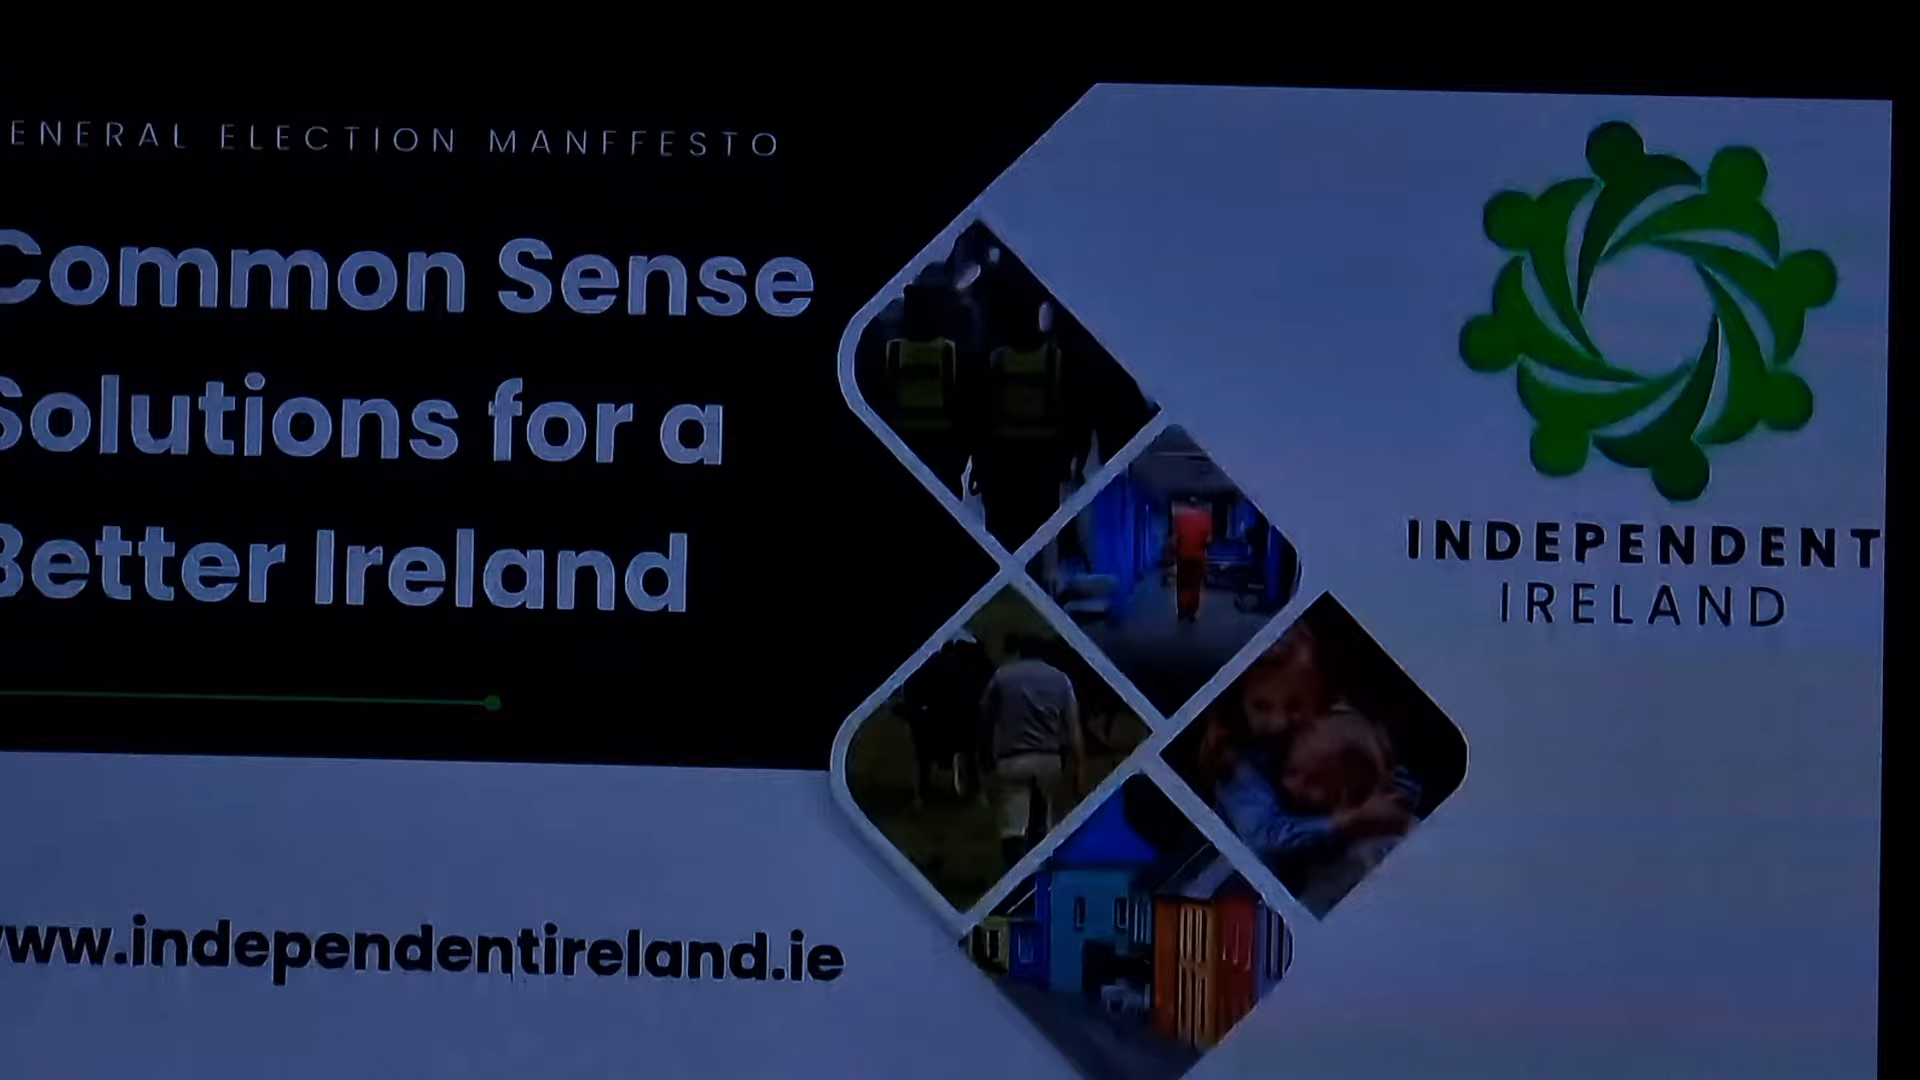 ENERAL ELECTION MANFFESTO
Common Sense
Solutions for a
Better Ireland
www.independentireland.ie
INDEPENDENT
IRELAND